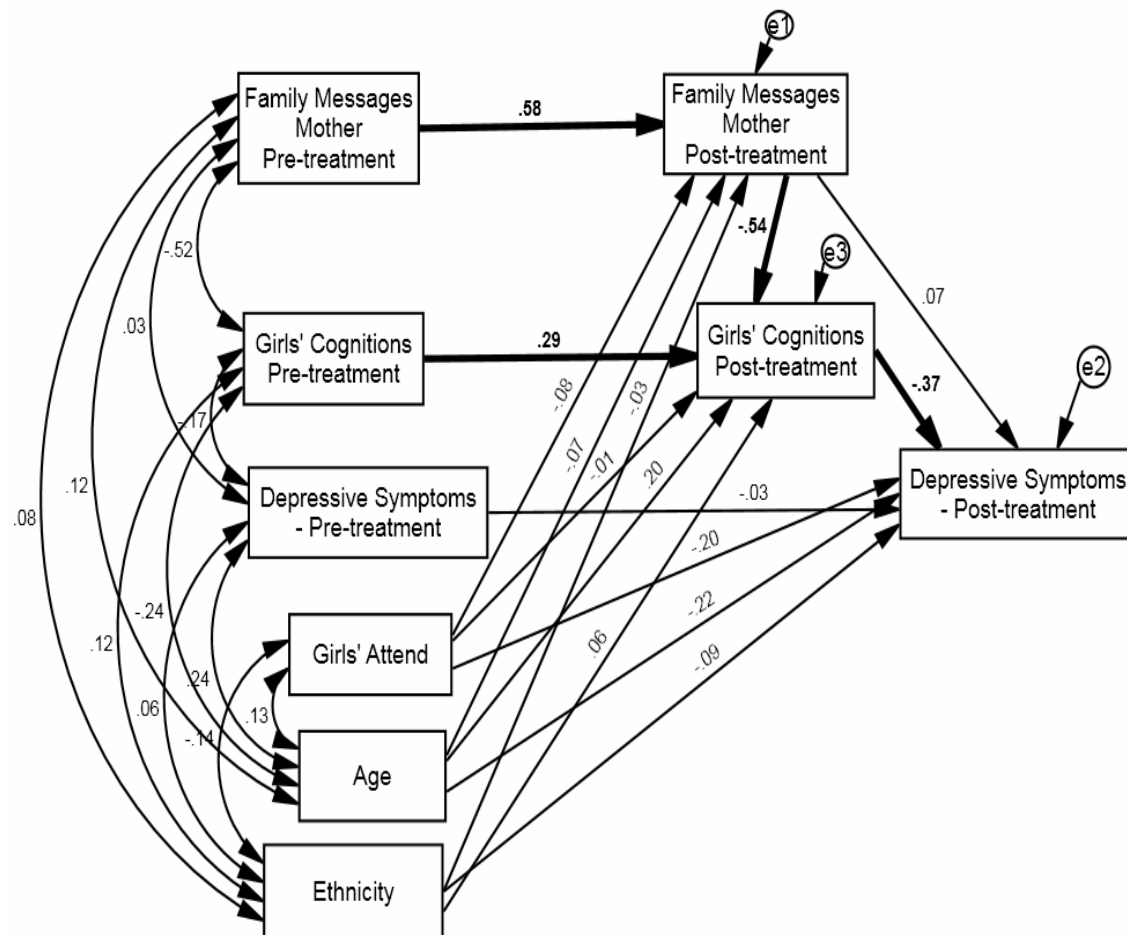 e1
Family Messages
Mother
Pre-treatment
.58
Family Messages
Mother
Post-treatment
-.52
-.54
e3
.03
.07
Girls' Cognitions
Pre-treatment
.29
Girls' Cognitions
Post-treatment
e2
-.08
-.03
-.37
-.17
-.07
-.01
.20
.12
Depressive Symptoms
- Pre-treatment
-.03
Depressive Symptoms
- Post-treatment
.08
-.20
-.24
-.22
.12
Girls' Attend
.06
.06
.24
.13
-.09
-.14
Age
Ethnicity